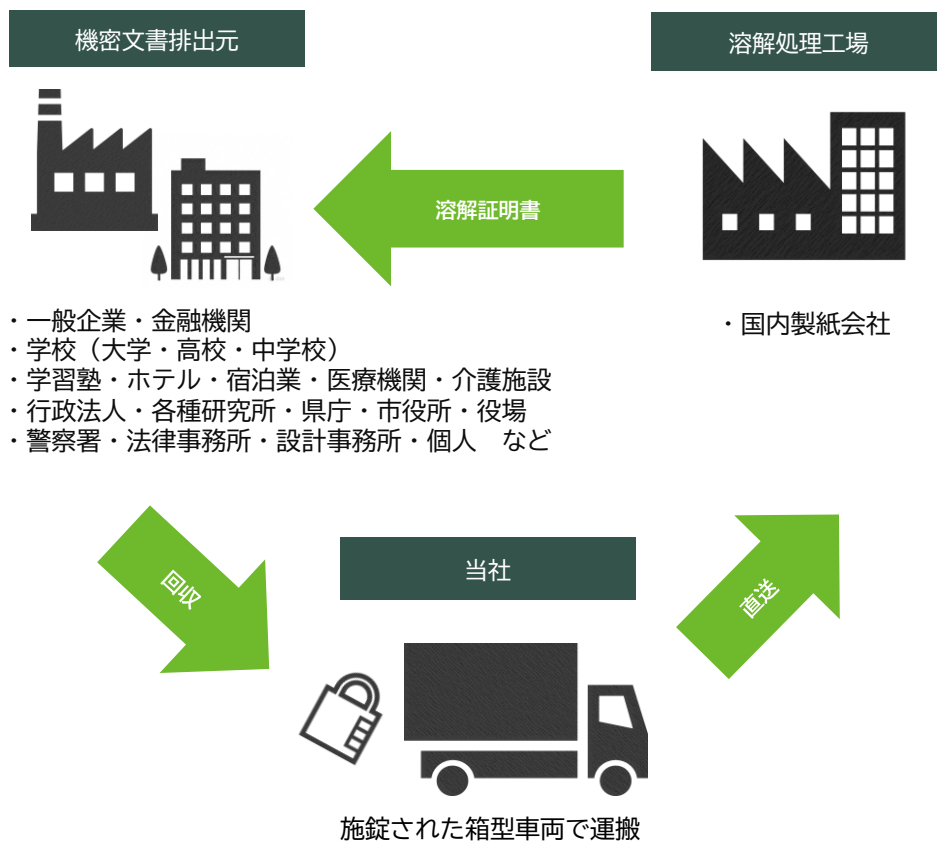 機密文書排出元
溶解処理工場
溶解証明書
・一般企業・金融機関
・学校（大学・高校・中学校）
・学習塾・ホテル・宿泊業・医療機関・介護施設
・行政法人・各種研究所・県庁・市役所・役場
・警察署・法律事務所・設計事務所・個人　など
・国内製紙会社
回収
当社
直送
施錠された箱型車両で運搬